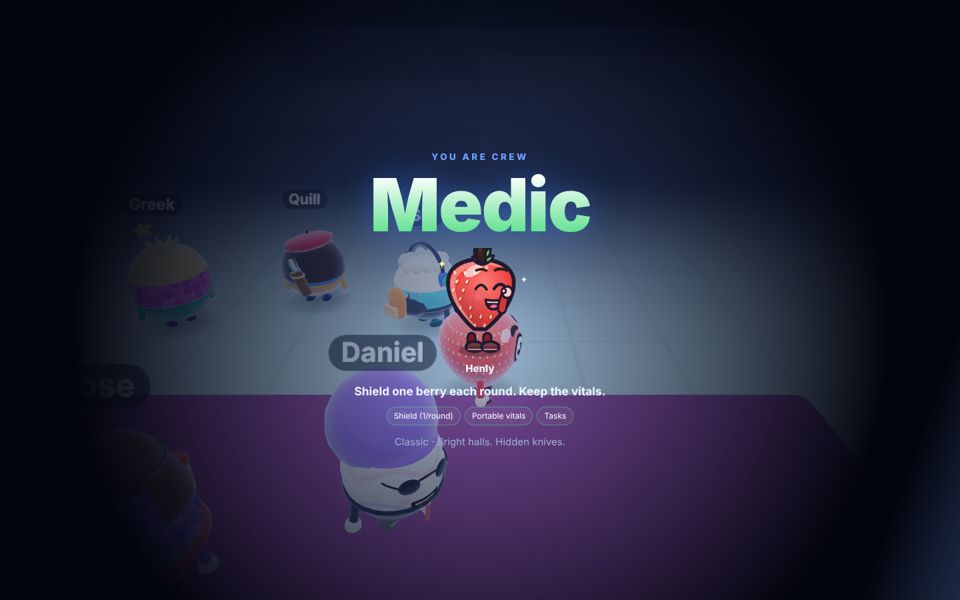 YOU ARE CREW
Medic
Greek
Quill
Daniel
ose
Henly
Shield one berry each round. Keep the vitals.
Shield (1/round)
Portable vitals
Tasks
Classic · Bright halls. Hidden knives.